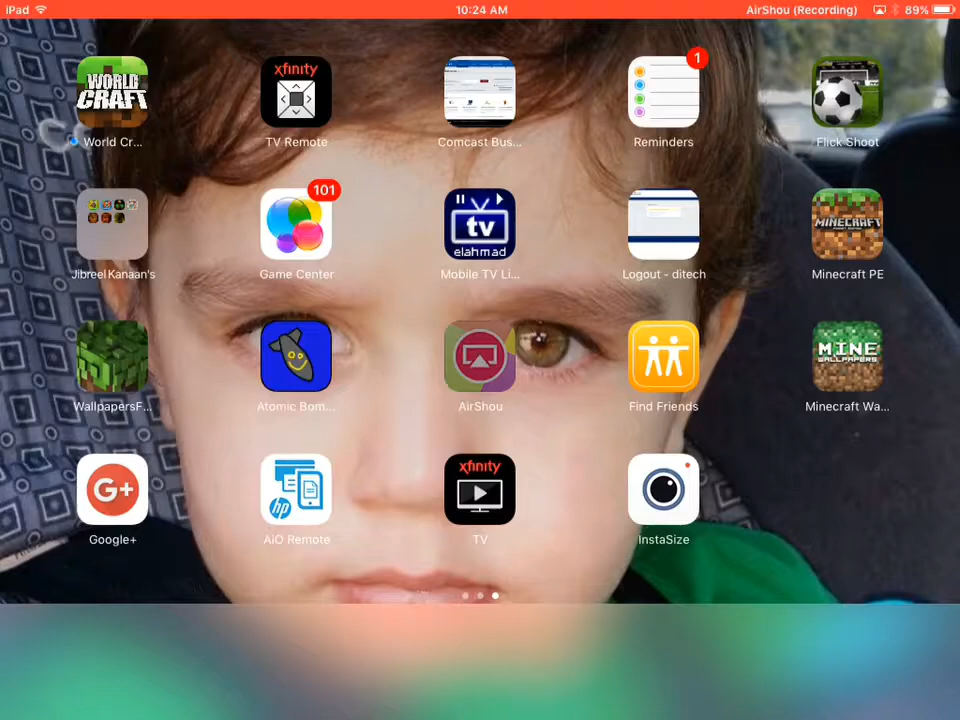 iPad 10:24 AM AirShou (Recording) 89%
WORLD
CRAFT
xfinity
1
World Cr...
TV Remote
Comcast Bus...
Reminders
Flick Shoot
101
tv
elahmad
MINECRAFT
Jibreel Kanaan's
Game Center
Mobile TV Li...
Logout - ditech
Minecraft PE
MINE
WALLPAPERS
WallpapersF...
Atomic Bom...
AirShou
Find Friends
Minecraft Wa...
G+
hp
xfinity
Google+
AiO Remote
TV
InstaSize